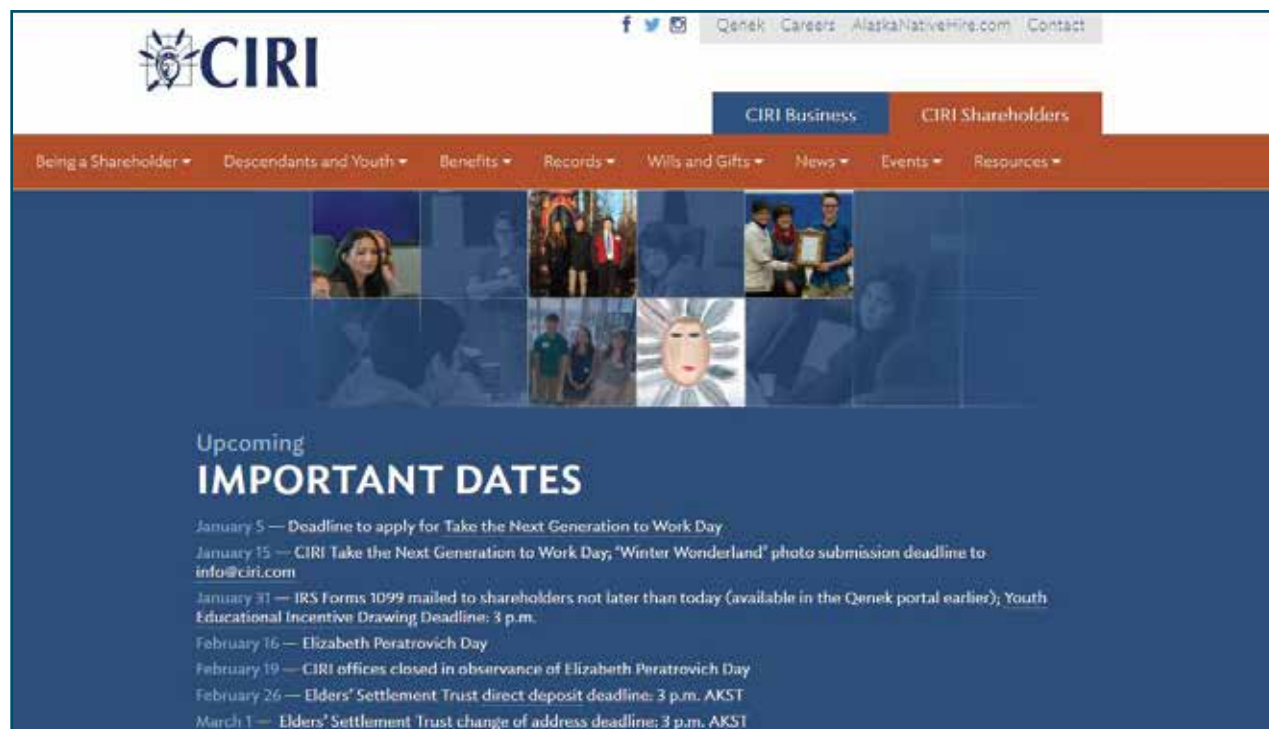 f
Qenek Careers AlaskaNativeHire.com Contact
CIRI
CIRI Business CIRI Shareholders
Being a Shareholder Descendants and Youth Benefits Records Wills and Gifts News Events Resources
Upcoming
IMPORTANT DATES
January 5 — Deadline to apply for Take the Next Generation to Work Day
January 15 — CIRI Take the Next Generation to Work Day; 'Winter Wonderland' photo submission deadline to
info@ciri.com
January 31 — IRS Forms 1099 mailed to shareholders not later than today (available in the Qenek portal earlier); Youth
Educational Incentive Drawing Deadline: 3 p.m.
February 16 — Elizabeth Peratrovich Day
February 19 — CIRI offices closed in observance of Elizabeth Peratrovich Day
February 26 — Elders' Settlement Trust direct deposit deadline: 3 p.m. AKST
March 1 — Elders' Settlement Trust change of address deadline: 3 p.m. AKST